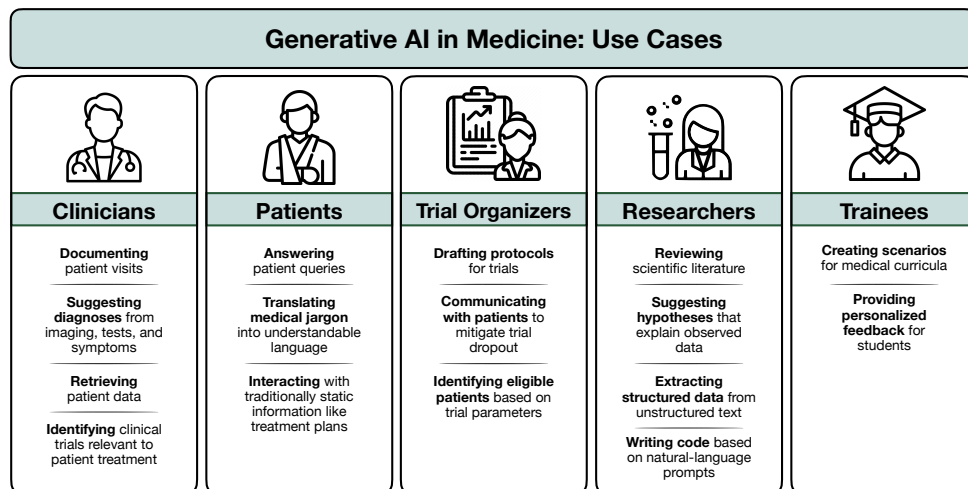 Generative AI in Medicine: Use Cases
Clinicians
Documenting
patient visits
Suggesting
diagnoses from
imaging, tests, and
symptoms
Retrieving
patient data
Identifying clinical
trials relevant to
patient treatment
Patients
Answering
patient queries
Translating
medical jargon
into understandable
language
Interacting with
traditionally static
information like
treatment plans
Trial Organizers
Drafting protocols
for trials
Communicating
with patients to
mitigate trial
dropout
Identifying eligible
patients based on
trial parameters
Researchers
Reviewing
scientific literature
Suggesting
hypotheses that
explain observed
data
Extracting
structured data from
unstructured text
Writing code based
on natural-language
prompts
Trainees
Creating scenarios
for medical curricula
Providing
personalized
feedback for
students